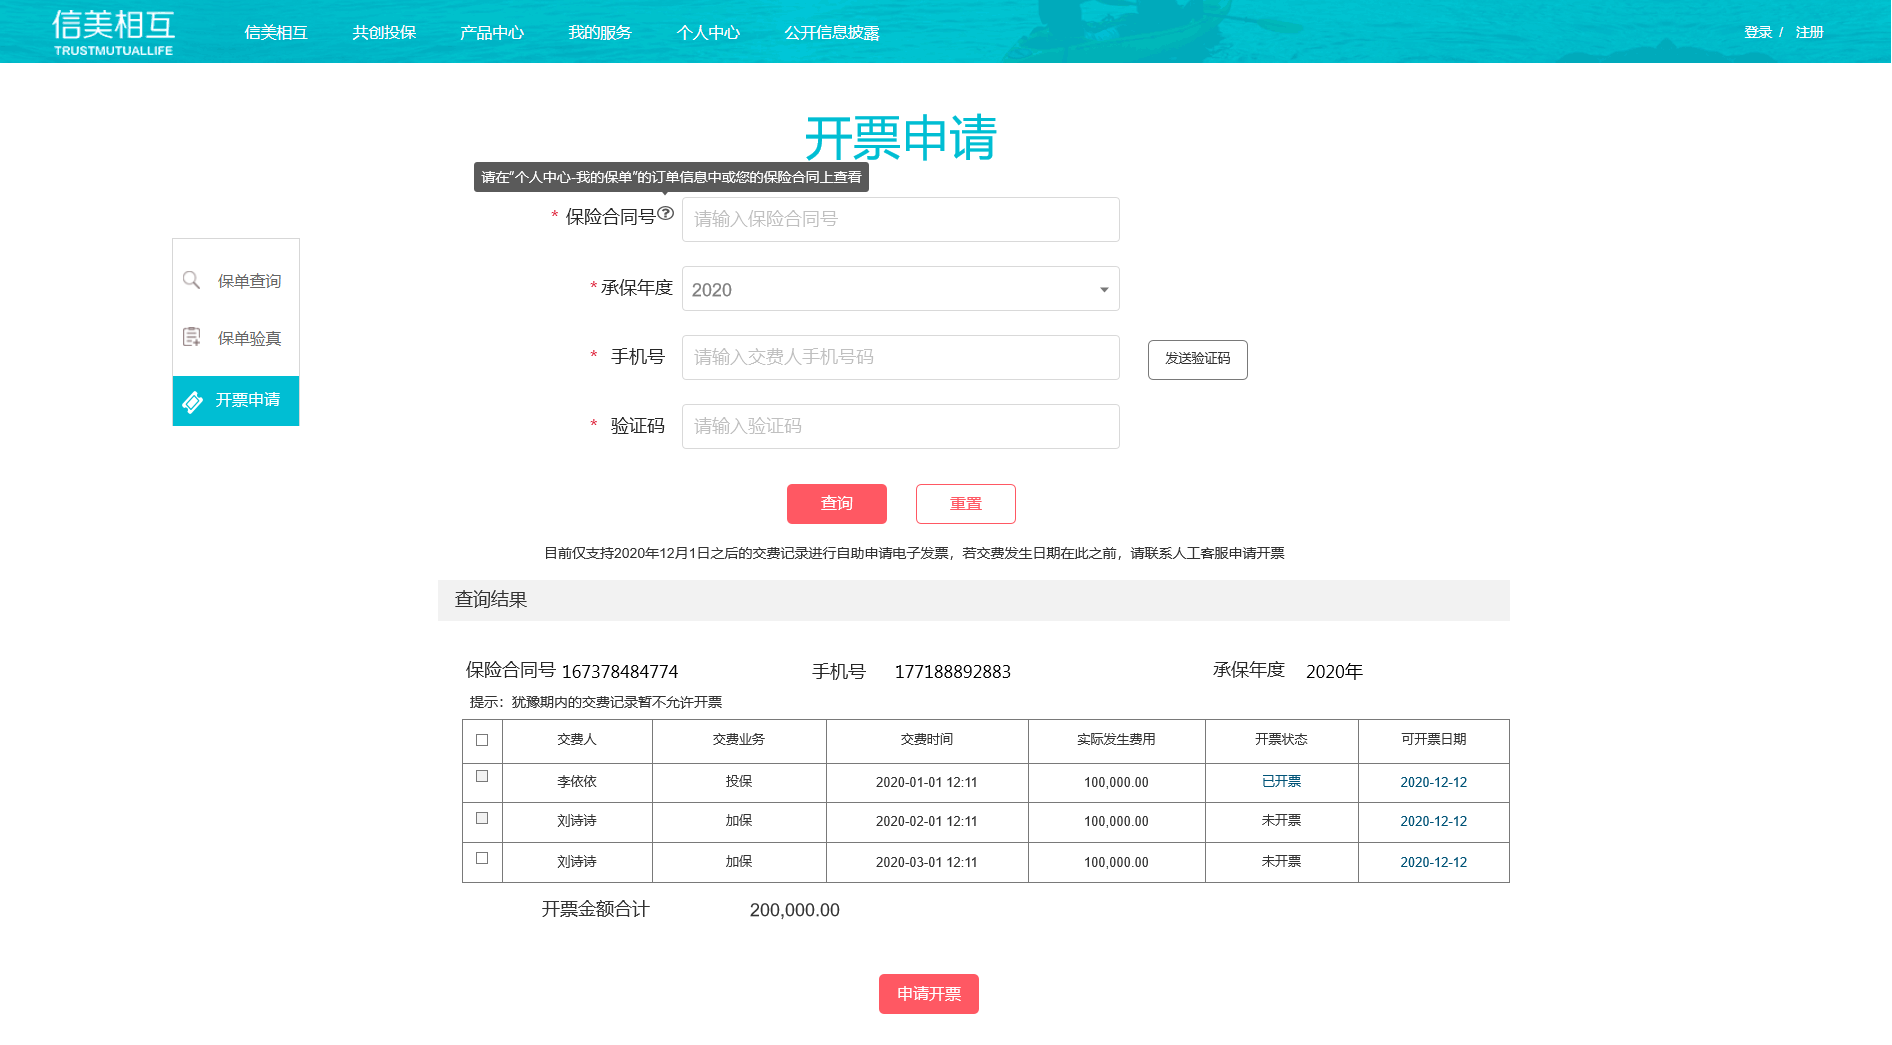 信美相互
TRUSTMUTUALLIFE
信美相互 共创投保 产品中心 我的服务 个人中心 公开信息披露 登录 / 注册
开票申请
请在"个人中心-我的保单"的订单信息中或您的保险合同上查看
* 保险合同号? 请输入保险合同号
保单查询
保单验真
开票申请
* 承保年度 2020
* 手机号 请输入交费人手机号码 发送验证码
* 验证码 请输入验证码
查询 重置
目前仅支持2020年12月1日之后的交费记录进行自助申请电子发票，若交费发生日期在此之前，请联系人工客服申请开票
查询结果
保险合同号 167378484774 手机号 177188892883 承保年度 2020年
提示：犹豫期内的交费记录暂不允许开票
交费人 交费业务 交费时间 实际发生费用 开票状态 可开票日期
李依依 投保 2020-01-01 12:11 100,000.00 已开票 2020-12-12
刘诗诗 加保 2020-02-01 12:11 100,000.00 未开票 2020-12-12
刘诗诗 加保 2020-03-01 12:11 100,000.00 未开票 2020-12-12
开票金额合计 200,000.00
申请开票